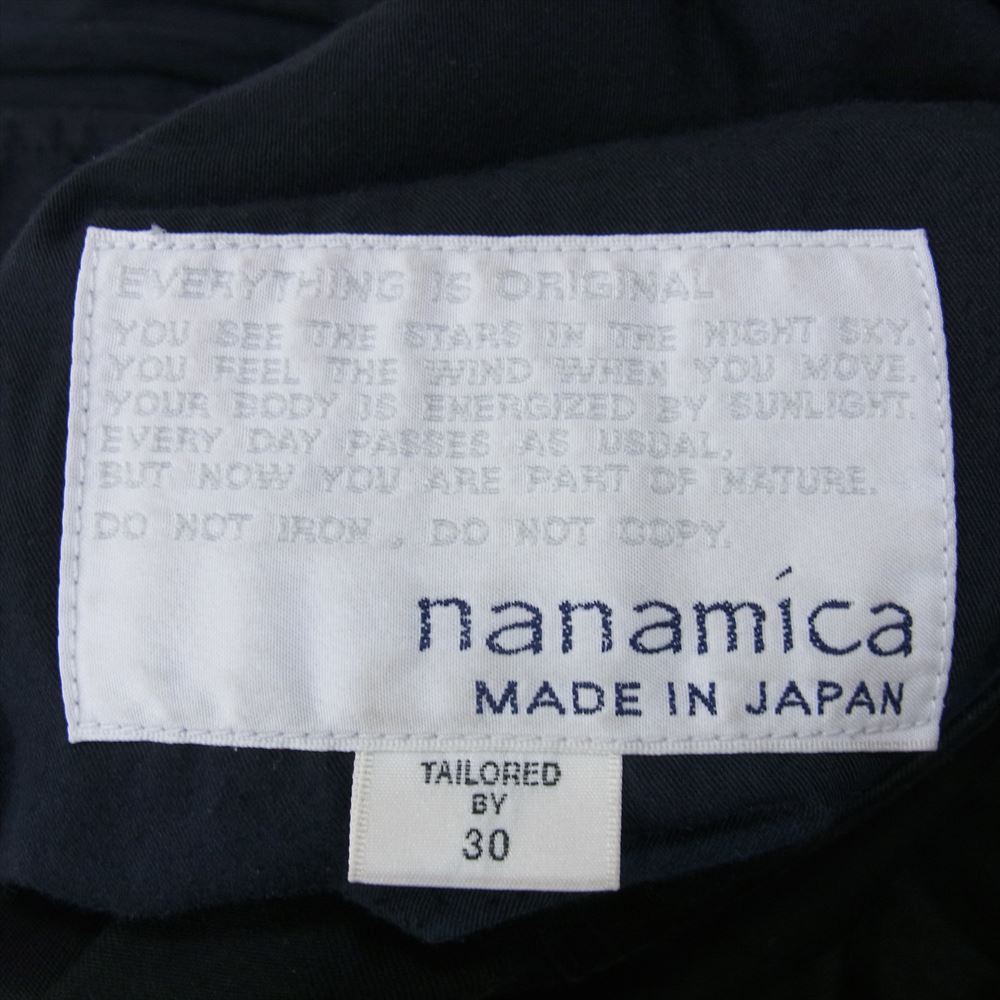 EVERYTHING IS ORIGINAL
YOU SEE THE STARS IN THE NIGHT SKY.
YOU FEEL THE WIND WHEN YOU MOVE.
YOUR BODY IS ENERGIZED BY SUNLIGHT.
EVERY DAY PASSES AS USUAL,
BUT NOW YOU ARE PART OF NATURE.
DO NOT IRON, DO NOT COPY.
nanamíca
MADE IN JAPAN
TAILORED
BY
30